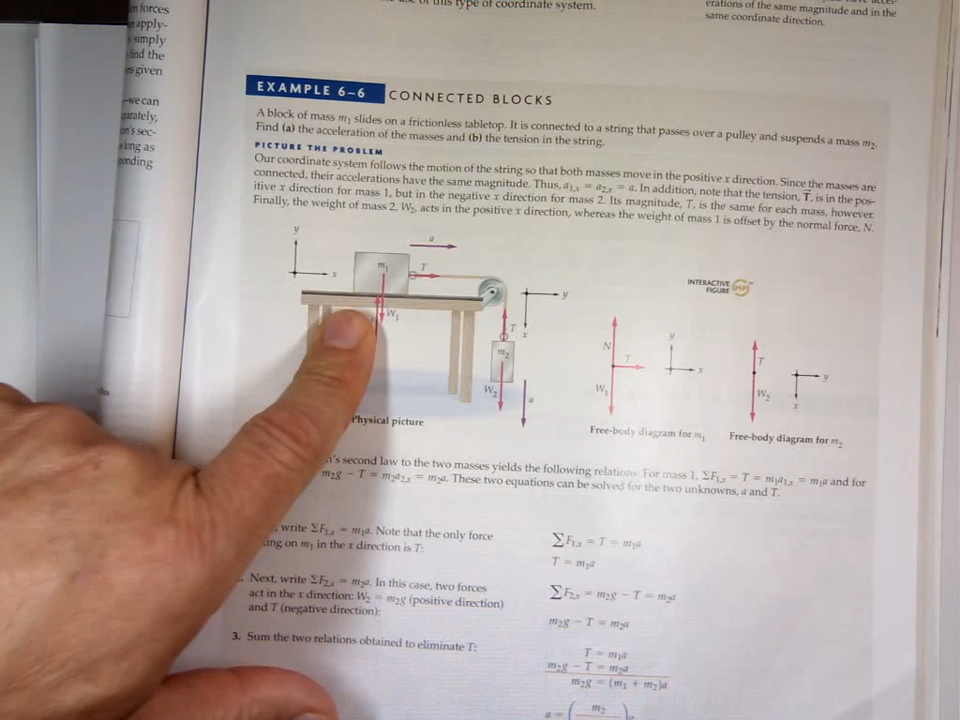 n forces
apply-
simply
find the
given
we can
arately,
n's sec-
long as
ponding
of this type of coordinate system.
erations of the same magnitude and in the
same coordinate direction.
EXAMPLE 6–6 CONNECTED BLOCKS
A block of mass m₁ slides on a frictionless tabletop. It is connected to a string that passes over a pulley and suspends a mass m₂.
Find (a) the acceleration of the masses and (b) the tension in the string.
PICTURE THE PROBLEM
Our coordinate system follows the motion of the string so that both masses move in the positive x direction. Since the masses are
connected, their accelerations have the same magnitude. Thus, a₁,ₓ = a₂,ₓ = a. In addition, note that the tension, T, is in the pos-
itive x direction for mass 1, but in the negative x direction for mass 2. Its magnitude, T, is the same for each mass, however.
Finally, the weight of mass 2, W₂, acts in the positive x direction, whereas the weight of mass 1 is offset by the normal force, N.
y
x
a
m₁
T
W₁
y
x
T
m₂
W₂
a
INTERACTIVE
FIGURE
MP
N
T
W₁
y
x
T
W₂
y
x
Physical picture
Free-body diagram for m₁
Free-body diagram for m₂
's second law to the two masses yields the following relations: For mass 1, ΣF₁,ₓ = T = m₁a₁,ₓ = m₁a and for
m₂g − T = m₂a₂,ₓ = m₂a. These two equations can be solved for the two unknowns, a and T.
write ΣF₁,ₓ = m₁a. Note that the only force
ing on m₁ in the x direction is T:
ΣF₁,ₓ = T = m₁a
T = m₁a
Next, write ΣF₂,ₓ = m₂a. In this case, two forces
act in the x direction: W₂ = m₂g (positive direction)
and T (negative direction):
ΣF₂,ₓ = m₂g − T = m₂a
m₂g − T = m₂a
3. Sum the two relations obtained to eliminate T:
T = m₁a
m₂g − T = m₂a
m₂g = (m₁ + m₂)a
a = ( m₂ )